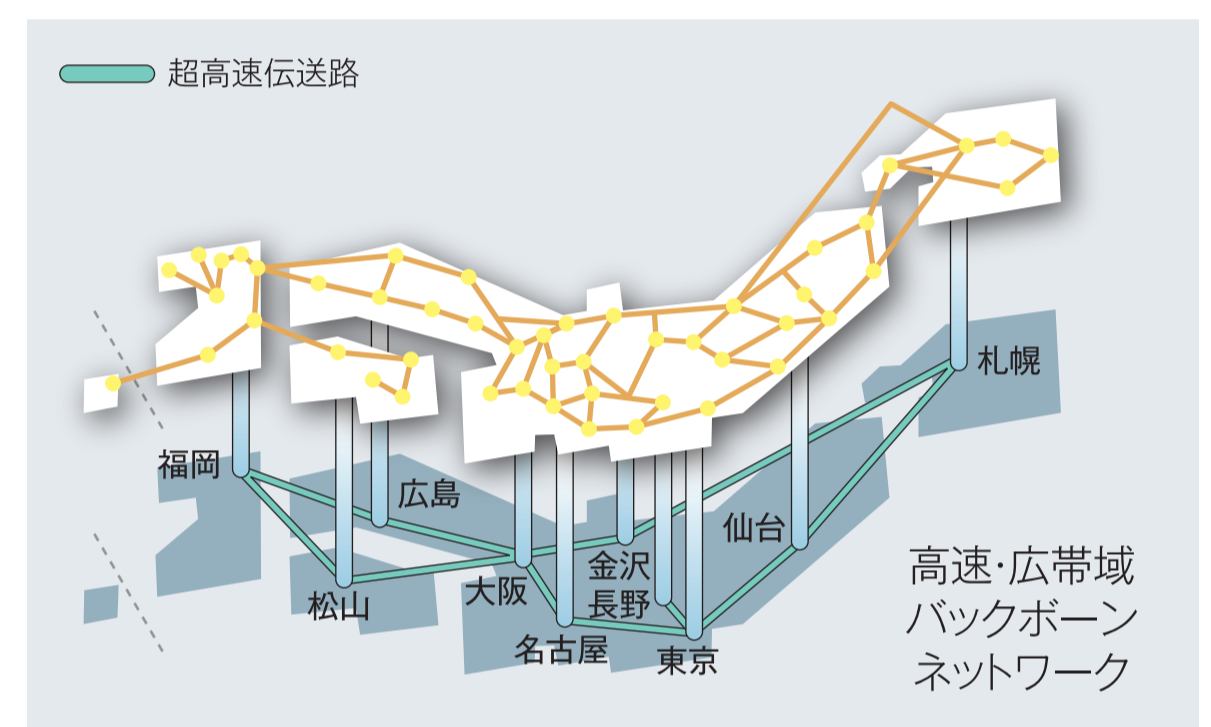 超高速伝送路
札幌
福岡
広島
仙台
金沢
長野
大阪
松山
名古屋
東京
高速·広帯域
バックボーン
ネットワーク